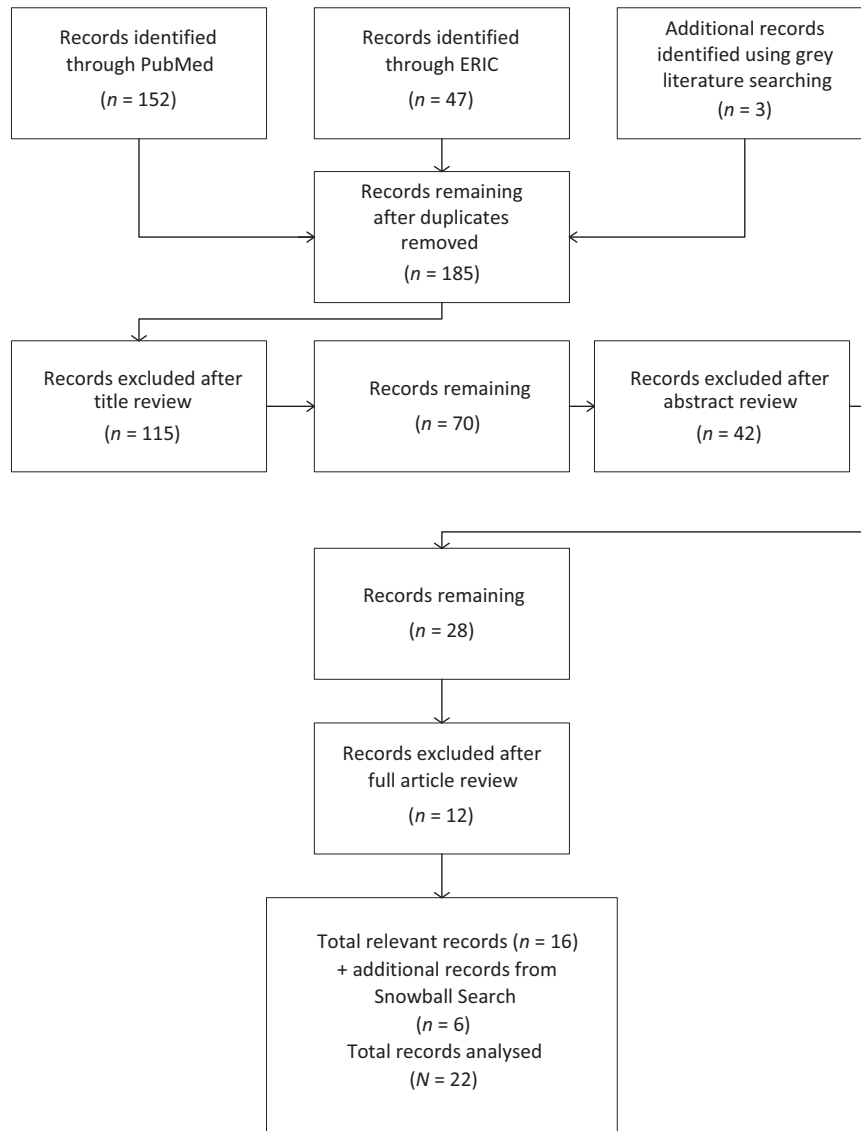 Records identified
through PubMed
(n = 152)
Records identified
through ERIC
(n = 47)
Additional records
identified using grey
literature searching
(n = 3)
Records remaining
after duplicates
removed
(n = 185)
Records excluded after
title review
(n = 115)
Records remaining
(n = 70)
Records excluded after
abstract review
(n = 42)
Records remaining
(n = 28)
Records excluded after
full article review
(n = 12)
Total relevant records (n = 16)
+ additional records from
Snowball Search
(n = 6)
Total records analysed
(N = 22)